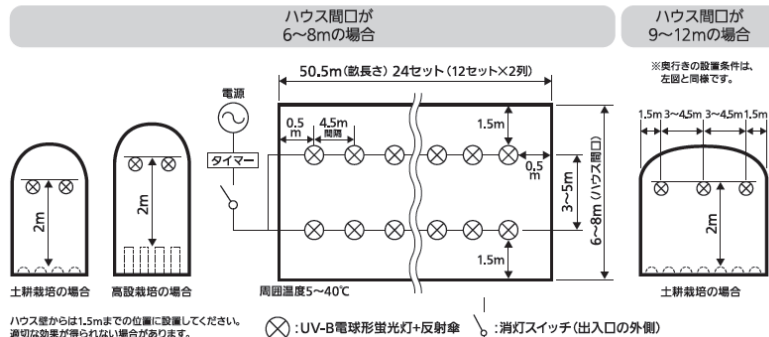 ハウス間口が
6〜8mの場合
ハウス間口が
9〜12mの場合
50.5m(畝長さ) 24セット(12セット×2列)
※奥行きの設置条件は、
左図と同様です。
電源
0.5
m
4.5m
間隔
1.5m
1.5m 3〜4.5m 3〜4.5m 1.5m
タイマー
0.5
m
3〜5m
6〜8m(ハウス間口)
2m
2m
2m
1.5m
土耕栽培の場合
高設栽培の場合
周囲温度5〜40℃
土耕栽培の場合
ハウス壁からは1.5mまでの位置に設置してください。
適切な効果が得られない場合があります。
:UV-B電球形蛍光灯+反射傘
:消灯スイッチ(出入口の外側)